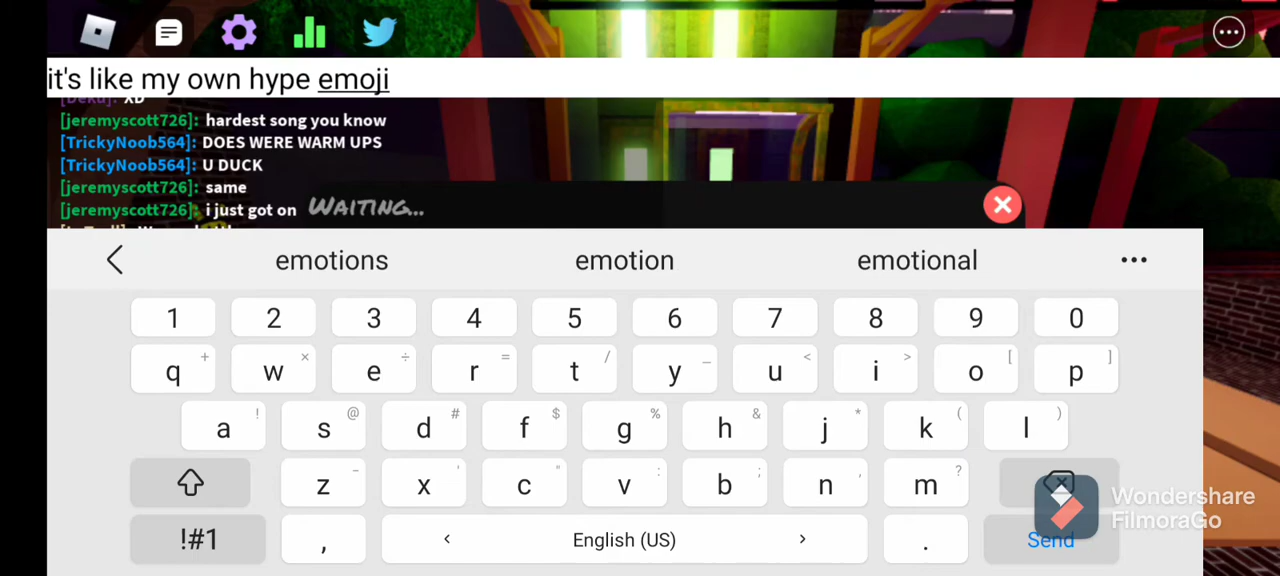 it's like my own hype emoji
[Deku]: XD
[jeremyscott726]: hardest song you know
[TrickyNoob564]: DOES WERE WARM UPS
[TrickyNoob564]: U DUCK
[jeremyscott726]: same
[jeremyscott726]: i just got on
WAITING...
emotions emotion emotional
1 2 3 4 5 6 7 8 9 0
q + w × e ÷ r = t / y _ u < i > o [ p ]
a ! s @ d # f $ g % h & j * k ( l )
z - x ' c " v : b ; n , m ?
Wondershare
FilmoraGo
!#1 , < English (US) > . Send